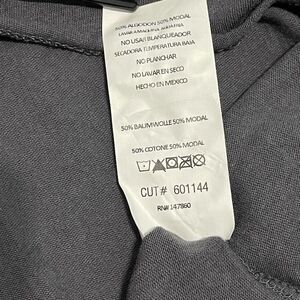 50% ALGODON 50% MODAL
LAVAR A MAQUINA, AGUA FRIA
NO USAR BLANQUEADOR
SECADORA TEMPERATURA BAJA
NO PLANCHAR
NO LAVAR EN SECO
HECHO EN MEXICO
50% BAUMWOLLE 50% MODAL
50% COTONE 50% MODAL
CUT# 601144
RN# 147860